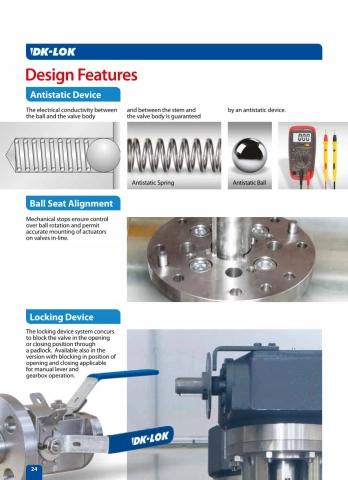 DK-LOK
Design Features
Antistatic Device
The electrical conductivity between
the ball and the valve body
and between the stem and
the valve body is guaranteed
by an antistatic device.
Antistatic Spring
Antistatic Ball
Ball Seat Alignment
Mechanical stops ensure control
over ball rotation and permit
accurate mounting of actuators
on valves in-line.
Locking Device
The locking device system concurs
to block the valve in the opening
or closing position through
a padlock. Available also in the
version with blocking in position of
opening and closing applicable
for manual lever and
gearbox operation.
DK-LOK
24